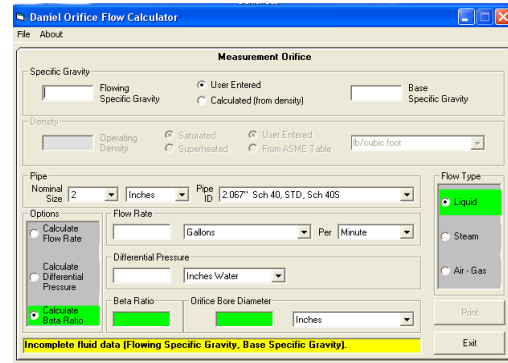 Daniel Orifice Flow Calculator
File About
Measurement Orifice
Specific Gravity
Flowing
Specific Gravity
User Entered
Calculated (from density)
Base
Specific Gravity
Density
Operating
Density
Saturated
Superheated
User Entered
From ASME Table
lb/cubic foot
Pipe
Nominal
Size
2
Inches
Pipe
ID
2.067" Sch 40, STD, Sch 40S
Flow Type
Liquid
Steam
Air - Gas
Options
Calculate
Flow Rate
Calculate
Differential
Pressure
Calculate
Beta Ratio
Flow Rate
Gallons
Per
Minute
Differential Pressure
Inches Water
Beta Ratio
Orifice Bore Diameter
Inches
Print
Exit
Incomplete fluid data (Flowing Specific Gravity, Base Specific Gravity).